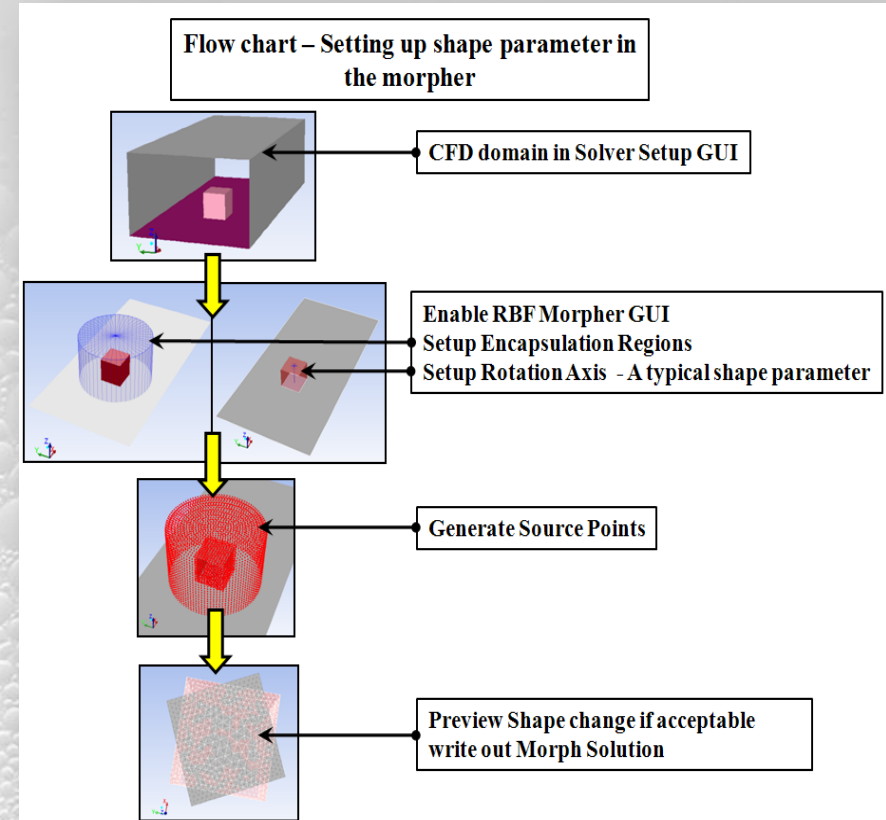 Flow chart – Setting up shape parameter in
the morpher
CFD domain in Solver Setup GUI
Enable RBF Morpher GUI
Setup Encapsulation Regions
Setup Rotation Axis - A typical shape parameter
Generate Source Points
Preview Shape change if acceptable
write out Morph Solution